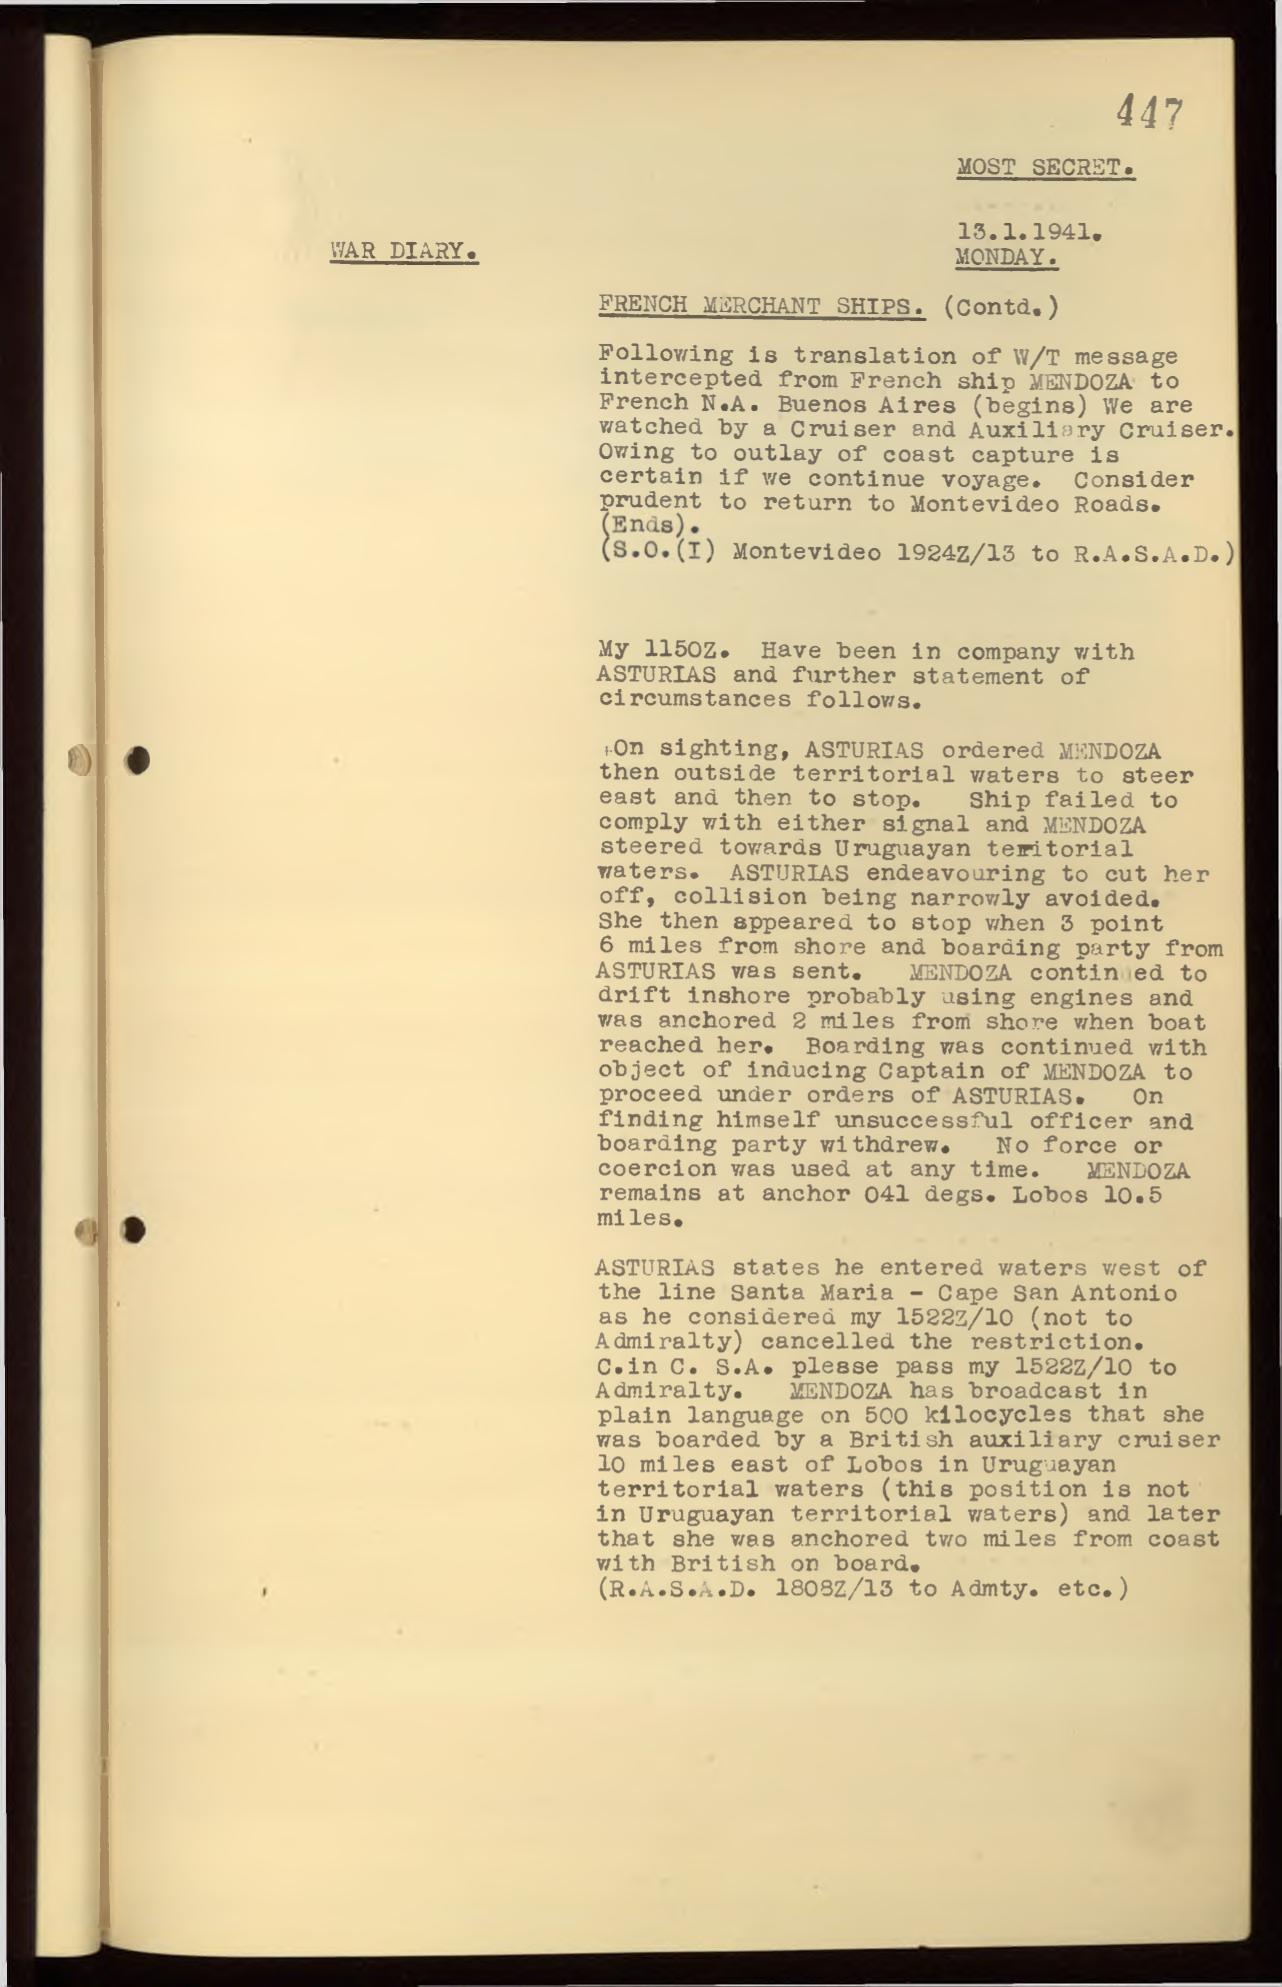 447
MOST SECRET.
13.1.1941.
WAR DIARY.
MONDAY.
FRENCH MERCHANT SHIPS. (Contd.)
Following is translation of W/T message
intercepted from French ship MENDOZA to
French N.A. Buenos Aires (begins) We are
watched by a Cruiser and Auxiliary Cruiser.
Owing to outlay of coast capture is
certain if we continue voyage. Consider
prudent to return to Montevideo Roads.
(Ends).
(S.O.(I) Montevideo 1924Z/13 to R.A.S.A.D.)
My 1150Z. Have been in company with
ASTURIAS and further statement of
circumstances follows.
On sighting, ASTURIAS ordered MENDOZA
then outside territorial waters to steer
east and then to stop. Ship failed to
comply with either signal and MENDOZA
steered towards Uruguayan territorial
waters. ASTURIAS endeavouring to cut her
off, collision being narrowly avoided.
She then appeared to stop when 3 point
6 miles from shore and boarding party from
ASTURIAS was sent. MENDOZA continued to
drift inshore probably using engines and
was anchored 2 miles from shore when boat
reached her. Boarding was continued with
object of inducing Captain of MENDOZA to
proceed under orders of ASTURIAS. On
finding himself unsuccessful officer and
boarding party withdrew. No force or
coercion was used at any time. MENDOZA
remains at anchor 041 degs. Lobos 10.5
miles.
ASTURIAS states he entered waters west of
the line Santa Maria - Cape San Antonio
as he considered my 1522Z/10 (not to
Admiralty) cancelled the restriction.
C.in C. S.A. plesse pass my 1522Z/10 to
Admiralty. MENDOZA has broadcast in
plain language on 500 kilocycles that she
was boarded by a British auxiliary cruiser
10 miles east of Lobos in Uruguayan
territorial waters (this position is not
in Uruguayan territorial waters) and later
that she was anchored two miles from coast
with British on board.
(R.A.S.A.D. 1808Z/13 to Admty. etc.)